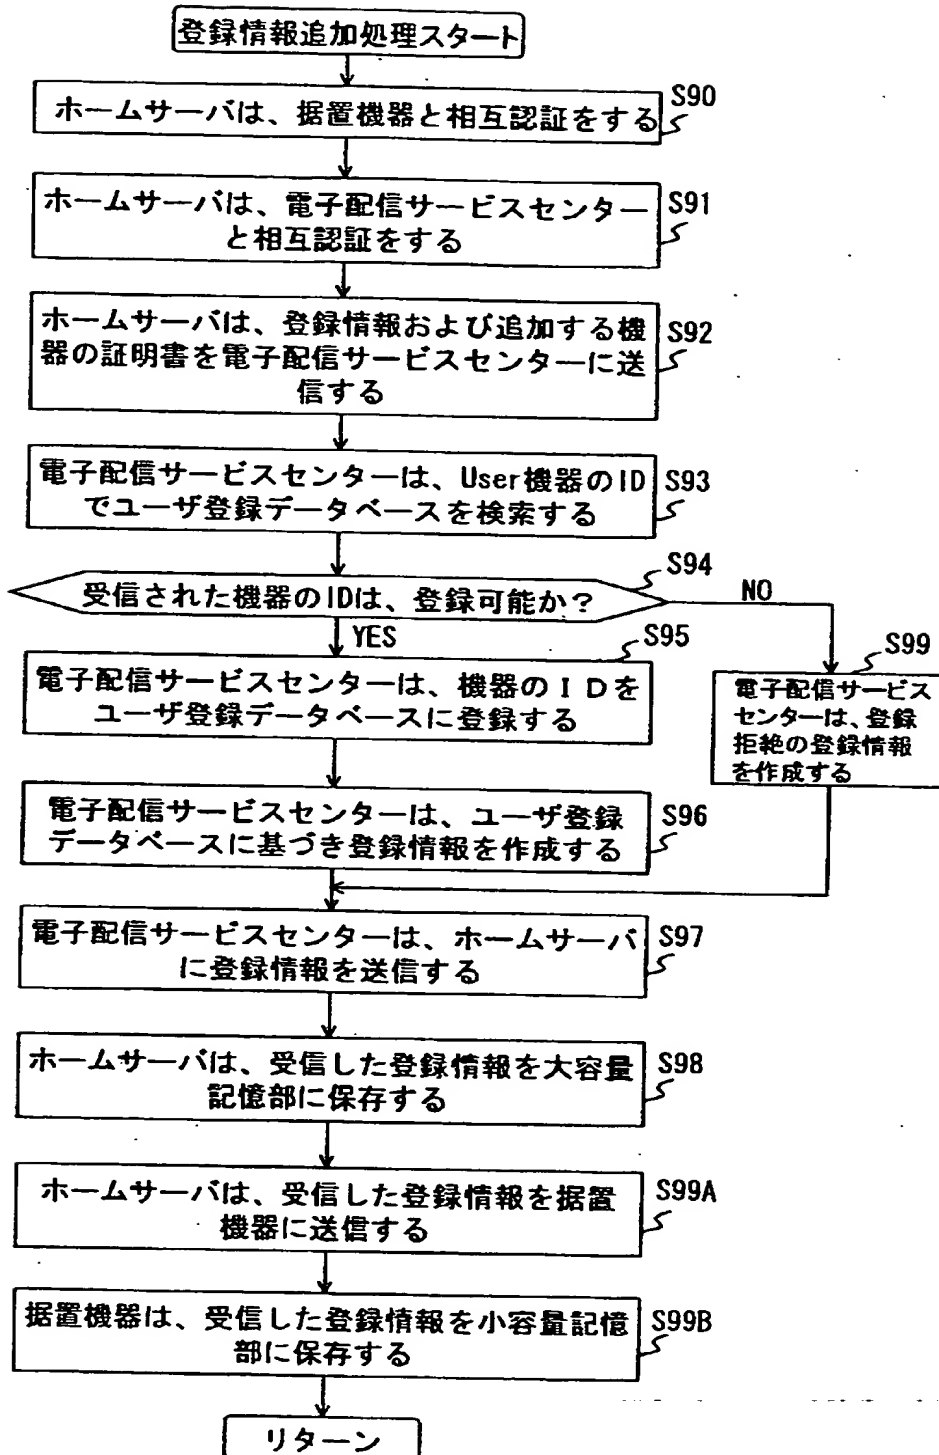 登録情報追加処理スタート
ホームサーバは、据置機器と相互認証をする
S90
ホームサーバは、電子配信サービスセンター
と相互認証をする
S91
ホームサーバは、登録情報および追加する機
器の証明書を電子配信サービスセンターに送
信する
S92
電子配信サービスセンターは、User機器のID
でユーザ登録データベースを検索する
S93
受信された機器のIDは、登録可能か?
S94
NO
YES
S95
電子配信サービスセンターは、機器のIDを
ユーザ登録データベースに登録する
S99
電子配信サービス
センターは、登録
拒絶の登録情報
を作成する
電子配信サービスセンターは、ユーザ登録
データベースに基づき登録情報を作成する
S96
電子配信サービスセンターは、ホームサーバ
に登録情報を送信する
S97
ホームサーバは、受信した登録情報を大容量
記憶部に保存する
S98
ホームサーバは、受信した登録情報を据置
機器に送信する
S99A
据置機器は、受信した登録情報を小容量記憶
部に保存する
S99B
リターン